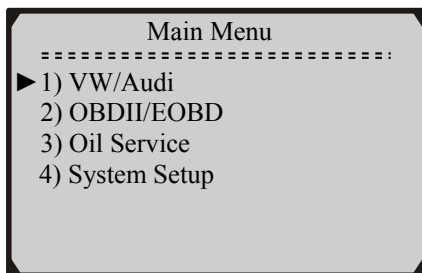 Main Menu
►1) VW/Audi
2) OBDII/EOBD
3) Oil Service
4) System Setup